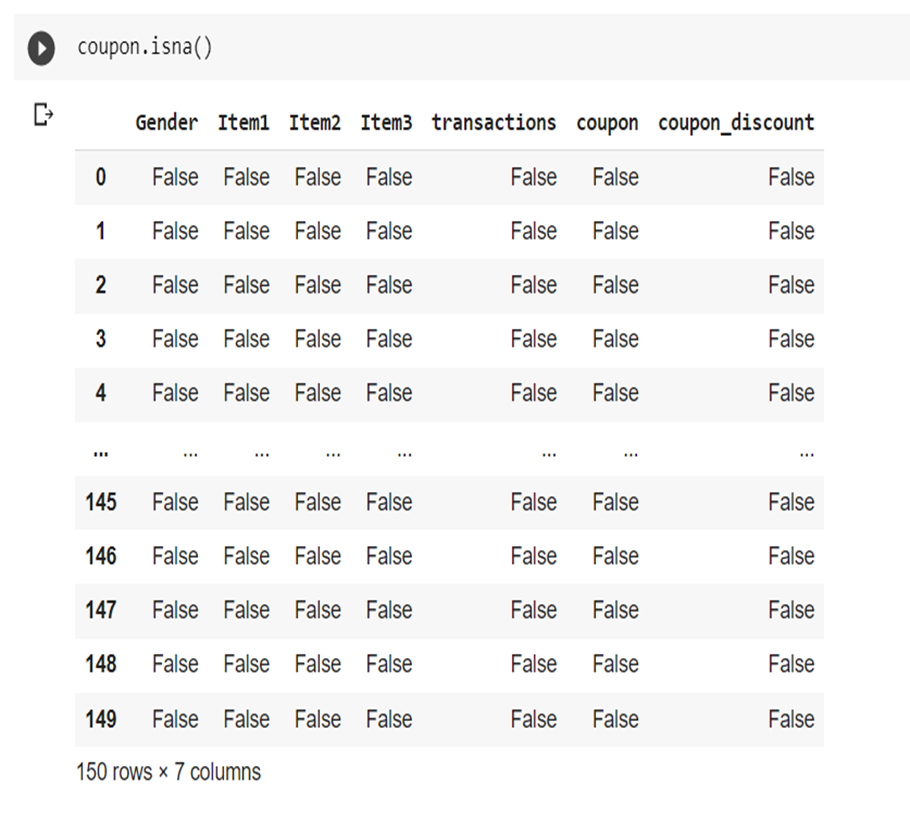 coupon.isna()
Gender Item1 Item2 Item3 transactions coupon coupon_discount
0 False False False False False False False
1 False False False False False False False
2 False False False False False False False
3 False False False False False False False
4 False False False False False False False
... ... ... ... ... ... ... ...
145 False False False False False False False
146 False False False False False False False
147 False False False False False False False
148 False False False False False False False
149 False False False False False False False
150 rows × 7 columns